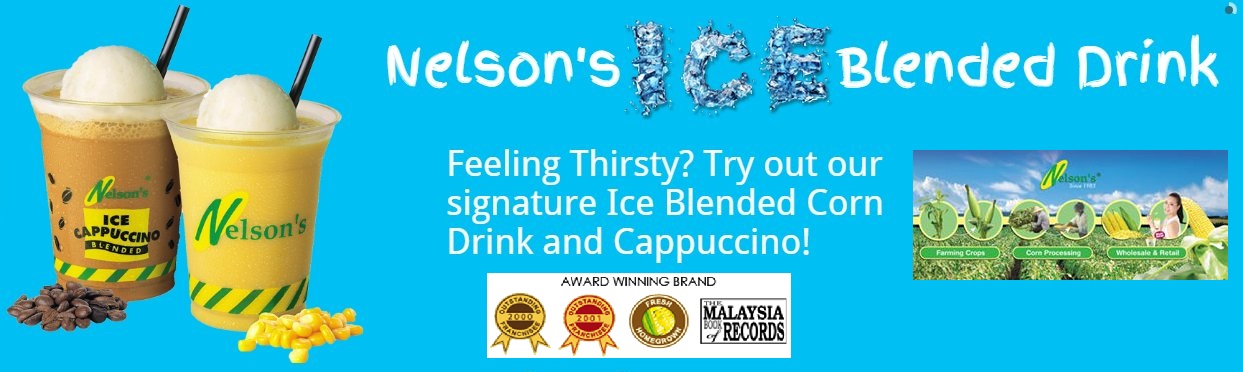 Nelson's ICE Blended Drink
Feeling Thirsty? Try out our
signature Ice Blended Corn
Drink and Cappuccino!
Nelson's
ICE
CAPPUCCINO
BLENDED
Nelson's
Nelson's
Since 1985
Farming Crops
Corn Processing
Wholesale & Retail
AWARD WINNING BRAND
OUTSTANDING
2000
FRANCHISEE
OUTSTANDING
2001
FRANCHISEE
FRESH
HOMEGROWN
THE
MALAYSIA
BOOK of RECORDS